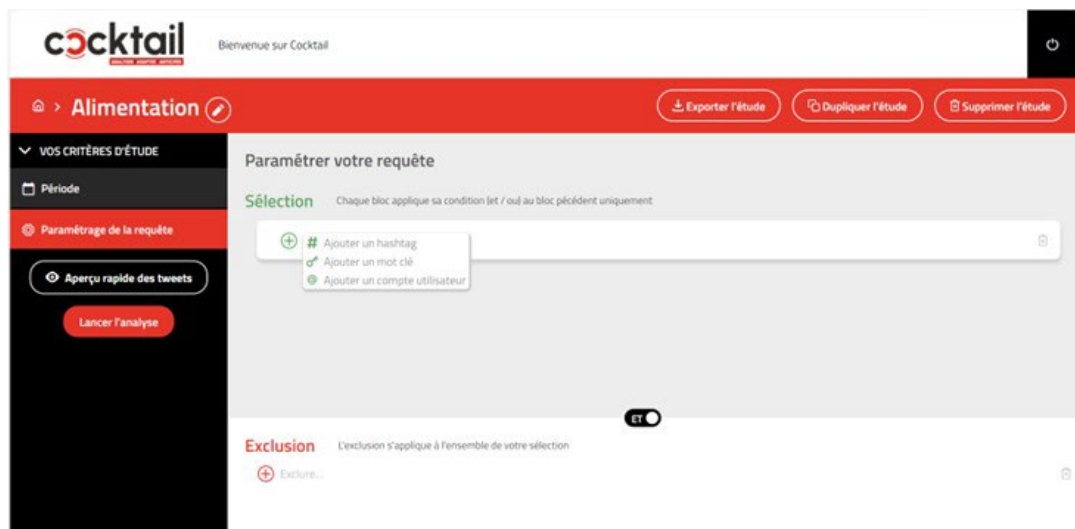 cocktail
ANALYSER ADAPTER ANTICIPER
Bienvenue sur Cocktail
> Alimentation
Exporter l'étude
Dupliquer l'étude
Supprimer l'étude
VOS CRITÈRES D'ÉTUDE
Période
Paramétrage de la requête
Aperçu rapide des tweets
Lancer l'analyse
Paramétrer votre requête
Sélection Chaque bloc applique sa condition (et / ou) au bloc pécédent uniquement
# Ajouter un hashtag
Ajouter un mot clé
@ Ajouter un compte utilisateur
ET
Exclusion L'exclusion s'applique à l'ensemble de votre sélection
Exclure...